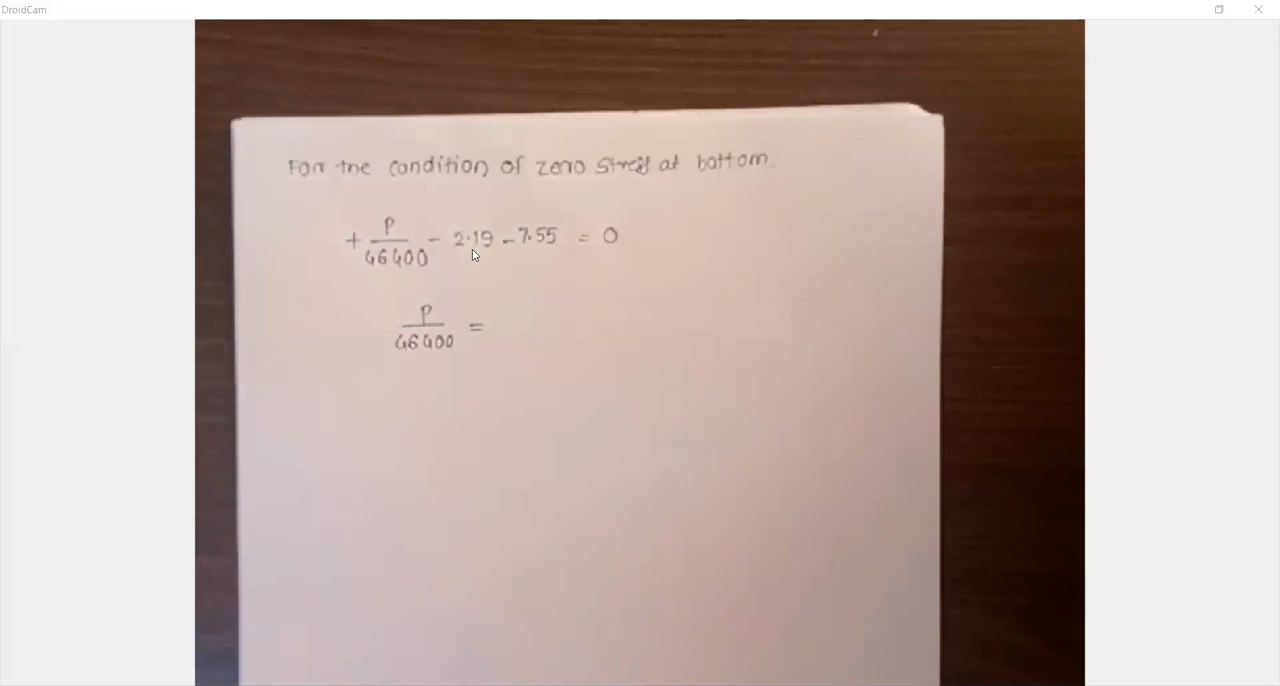 DroidCam
For the condition of zero stress at bottom.
+ P/46400 - 2.19 - 7.55 = 0
P/46400 =